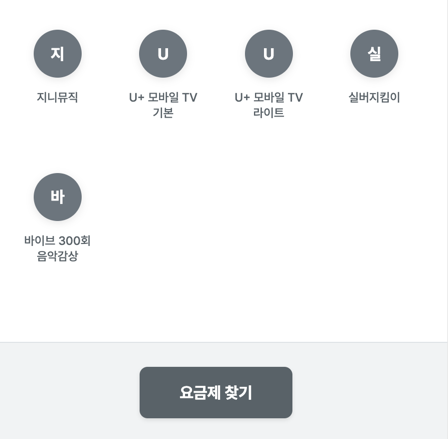 지
U
U
실
지니뮤직
U+ 모바일 TV
기본
U+ 모바일 TV
라이트
실버지킴이
바
바이브 300회
음악감상
요금제 찾기